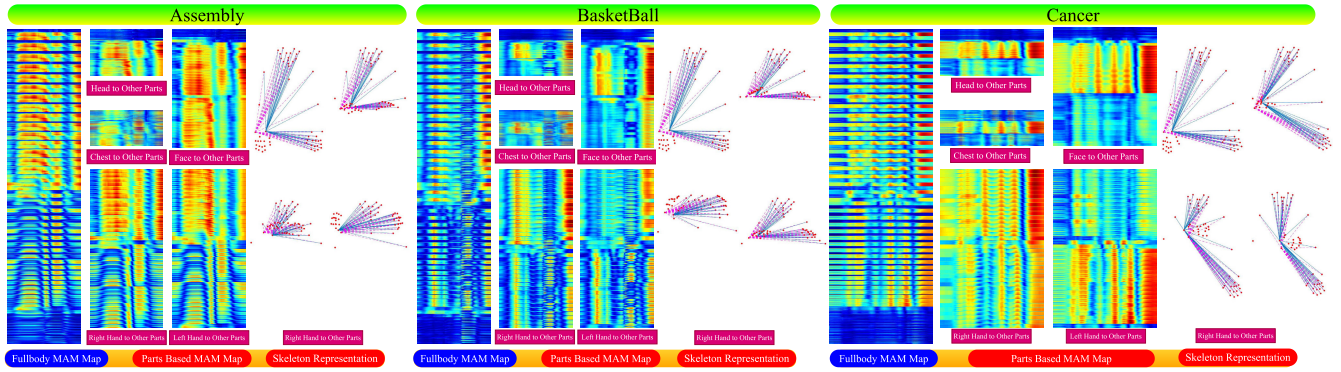 Assembly
BasketBall
Cancer
Head to Other Parts
Chest to Other Parts
Face to Other Parts
Right Hand to Other Parts
Left Hand to Other Parts
Right Hand to Other Parts
Fullbody MAM Map
Parts Based MAM Map
Skeleton Representation
Head to Other Parts
Chest to Other Parts
Face to Other Parts
Right Hand to Other Parts
Left Hand to Other Parts
Right Hand to Other Parts
Fullbody MAM Map
Parts Based MAM Map
Skeleton Representation
Head to Other Parts
Chest to Other Parts
Face to Other Parts
Right Hand to Other Parts
Left Hand to Other Parts
Right Hand to Other Parts
Fullbody MAM Map
Parts Based MAM Map
Skeleton Representation